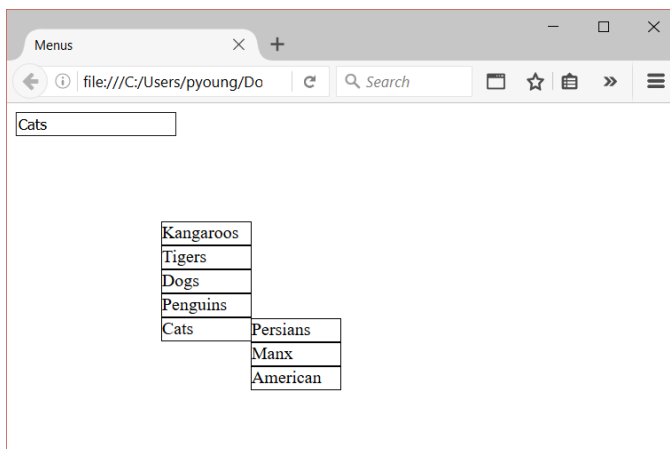 Menus
file:///C:/Users/pyoung/Do
Search
Cats
Kangaroos
Tigers
Dogs
Penguins
Cats
Persians
Manx
American